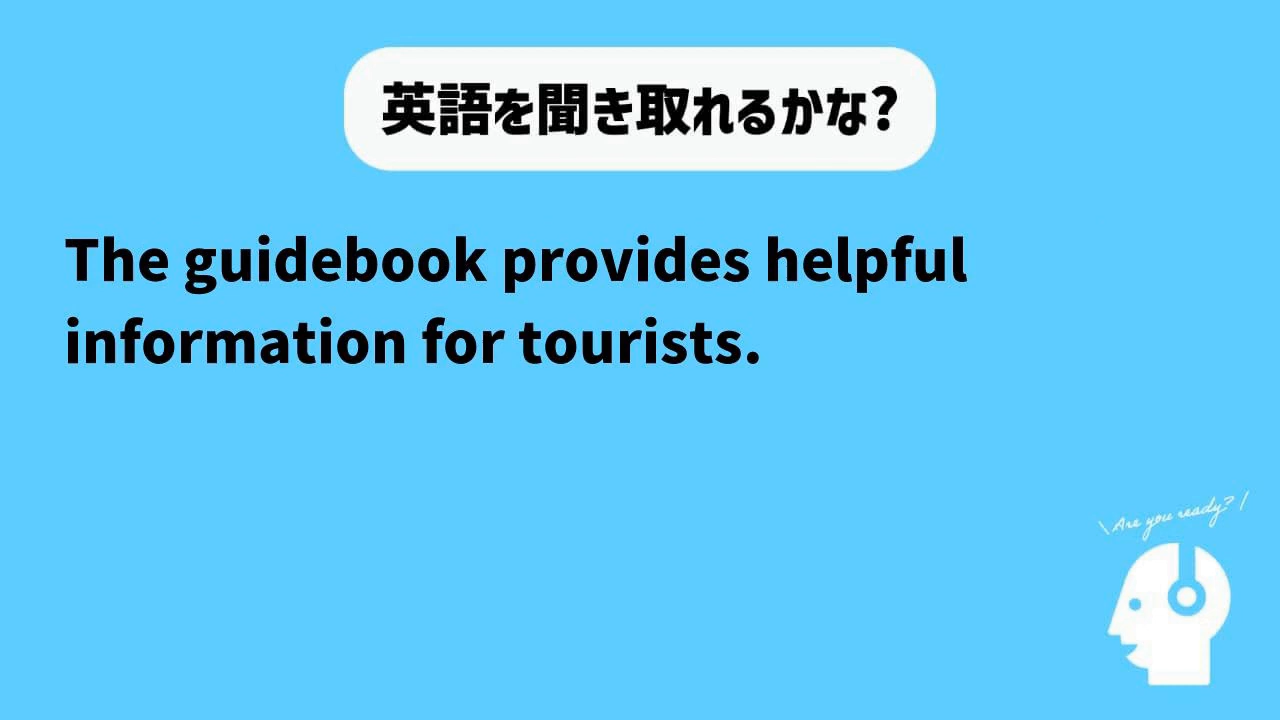 英語を聞き取れるかな?
The guidebook provides helpful
information for tourists.
\ Are you ready? /